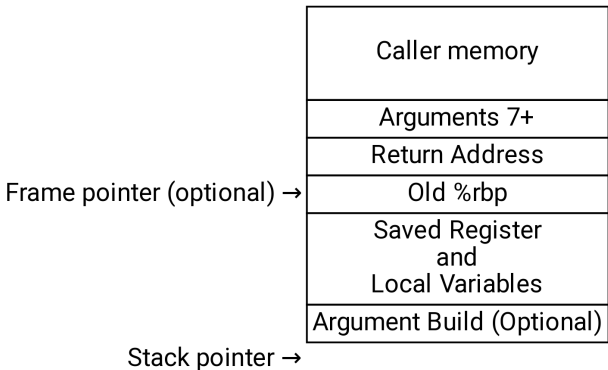 Caller memory
Arguments 7+
Return Address
Frame pointer (optional) → Old %rbp
Saved Register
and
Local Variables
Argument Build (Optional)
Stack pointer →